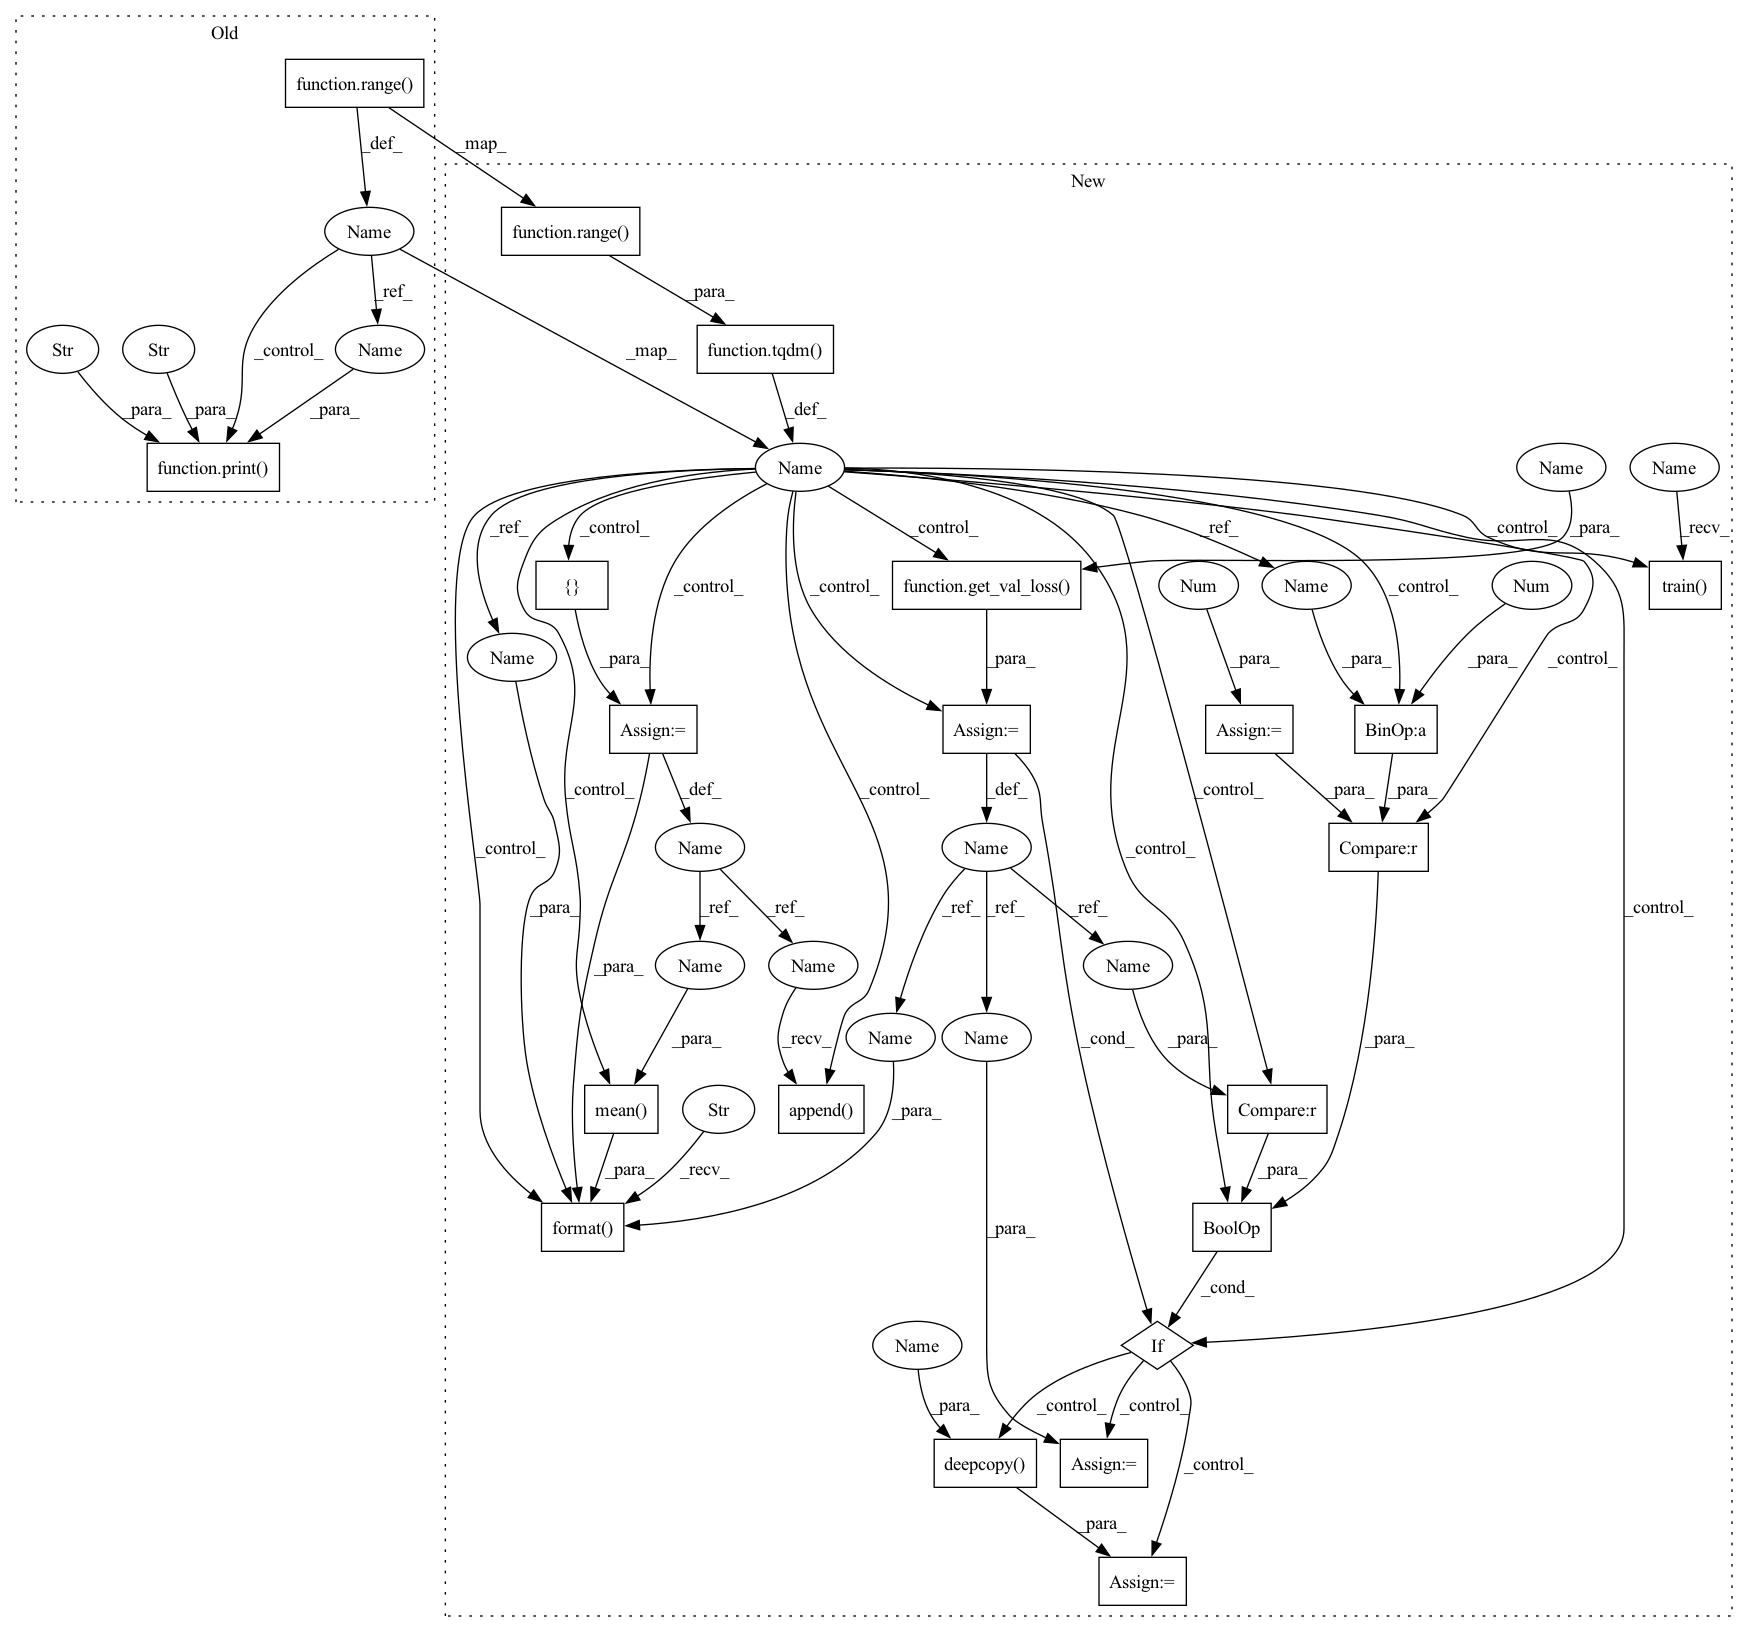 Old
function.range()
_def_
_map_
New
Name
function.range()
_ref_
_para_
Str
Str
Name
_control_
_map_
function.tqdm()
_para_
_para_
_para_
_def_
function.print()
Name
Name
Name
_ref_
_control_
_control_
_ref_
_control_
_para_
_recv_
{}
_control_
_control_
function.get_val_loss()
Num
Name
_control_
Num
train()
Name
_para_
_para_
_para_
_para_
_para_
_control_
Assign:=
Assign:=
Assign:=
BinOp:a
_control_
_def_
_control_
_def_
_control_
_para_
_para_
_control_
Name
Name
_control_
Compare:r
_para_
_ref_
_ref_
_ref_
_ref_
_ref_
_control_
_para_
Name
Name
Name
Name
Name
_para_
_recv_
_cond_
_para_
_para_
mean()
Str
append()
_para_
Compare:r
_para_
_recv_
_para_
format()
_para_
BoolOp
_cond_
Name
If
_para_
_control_
_control_
deepcopy()
Assign:=
_control_
_para_
Assign:=